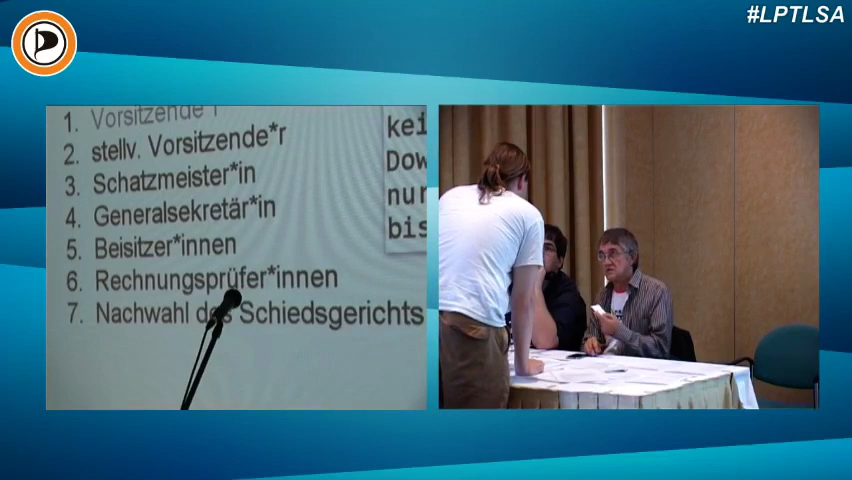 #LPTLSA
1. Vorsitzende*r
2. stellv. Vorsitzende*r
3. Schatzmeister*in
4. Generalsekretär*in
5. Beisitzer*innen
6. Rechnungsprüfer*innen
7. Nachwahl des Schiedsgerichts
kei
Dow
nur
bis